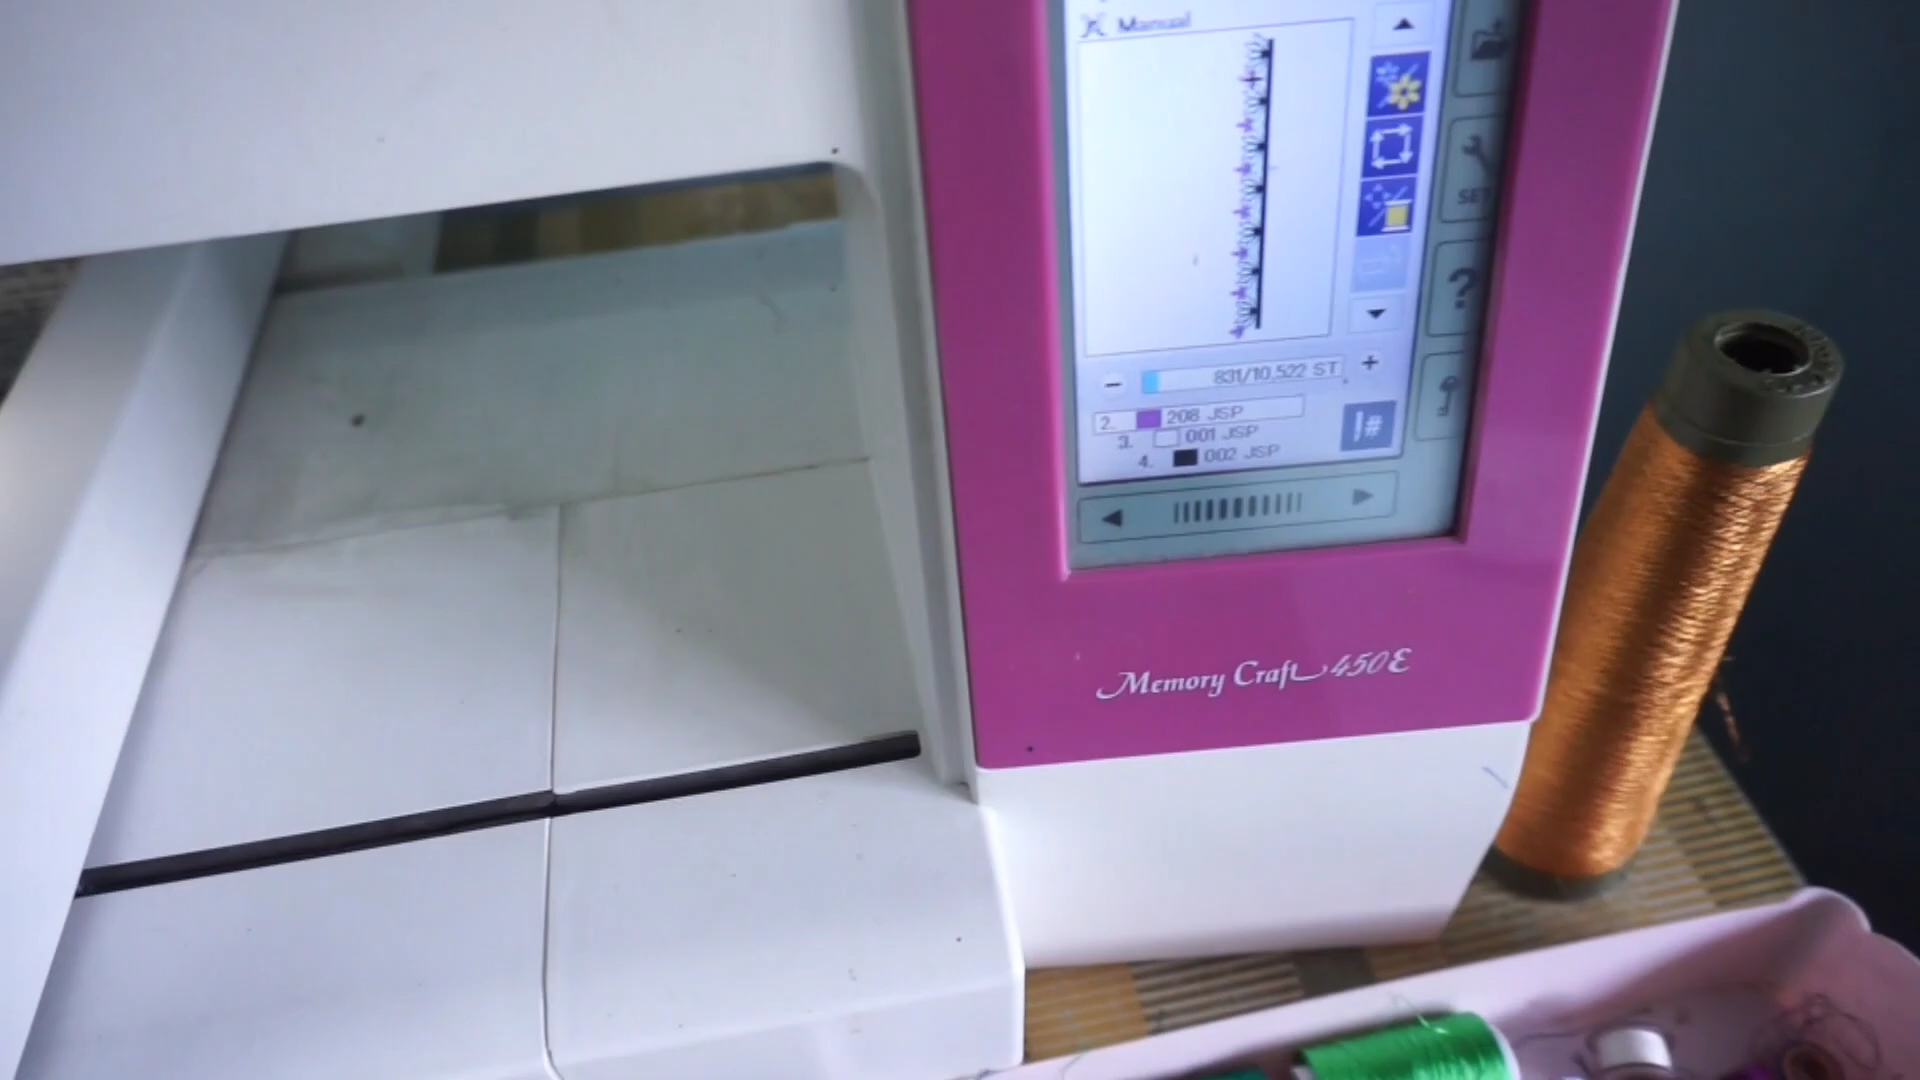 Manual
SET
?
831/10,522 ST
2. 208 JSP
3. 001 JSP
4. 002 JSP
Memory Craft 450E